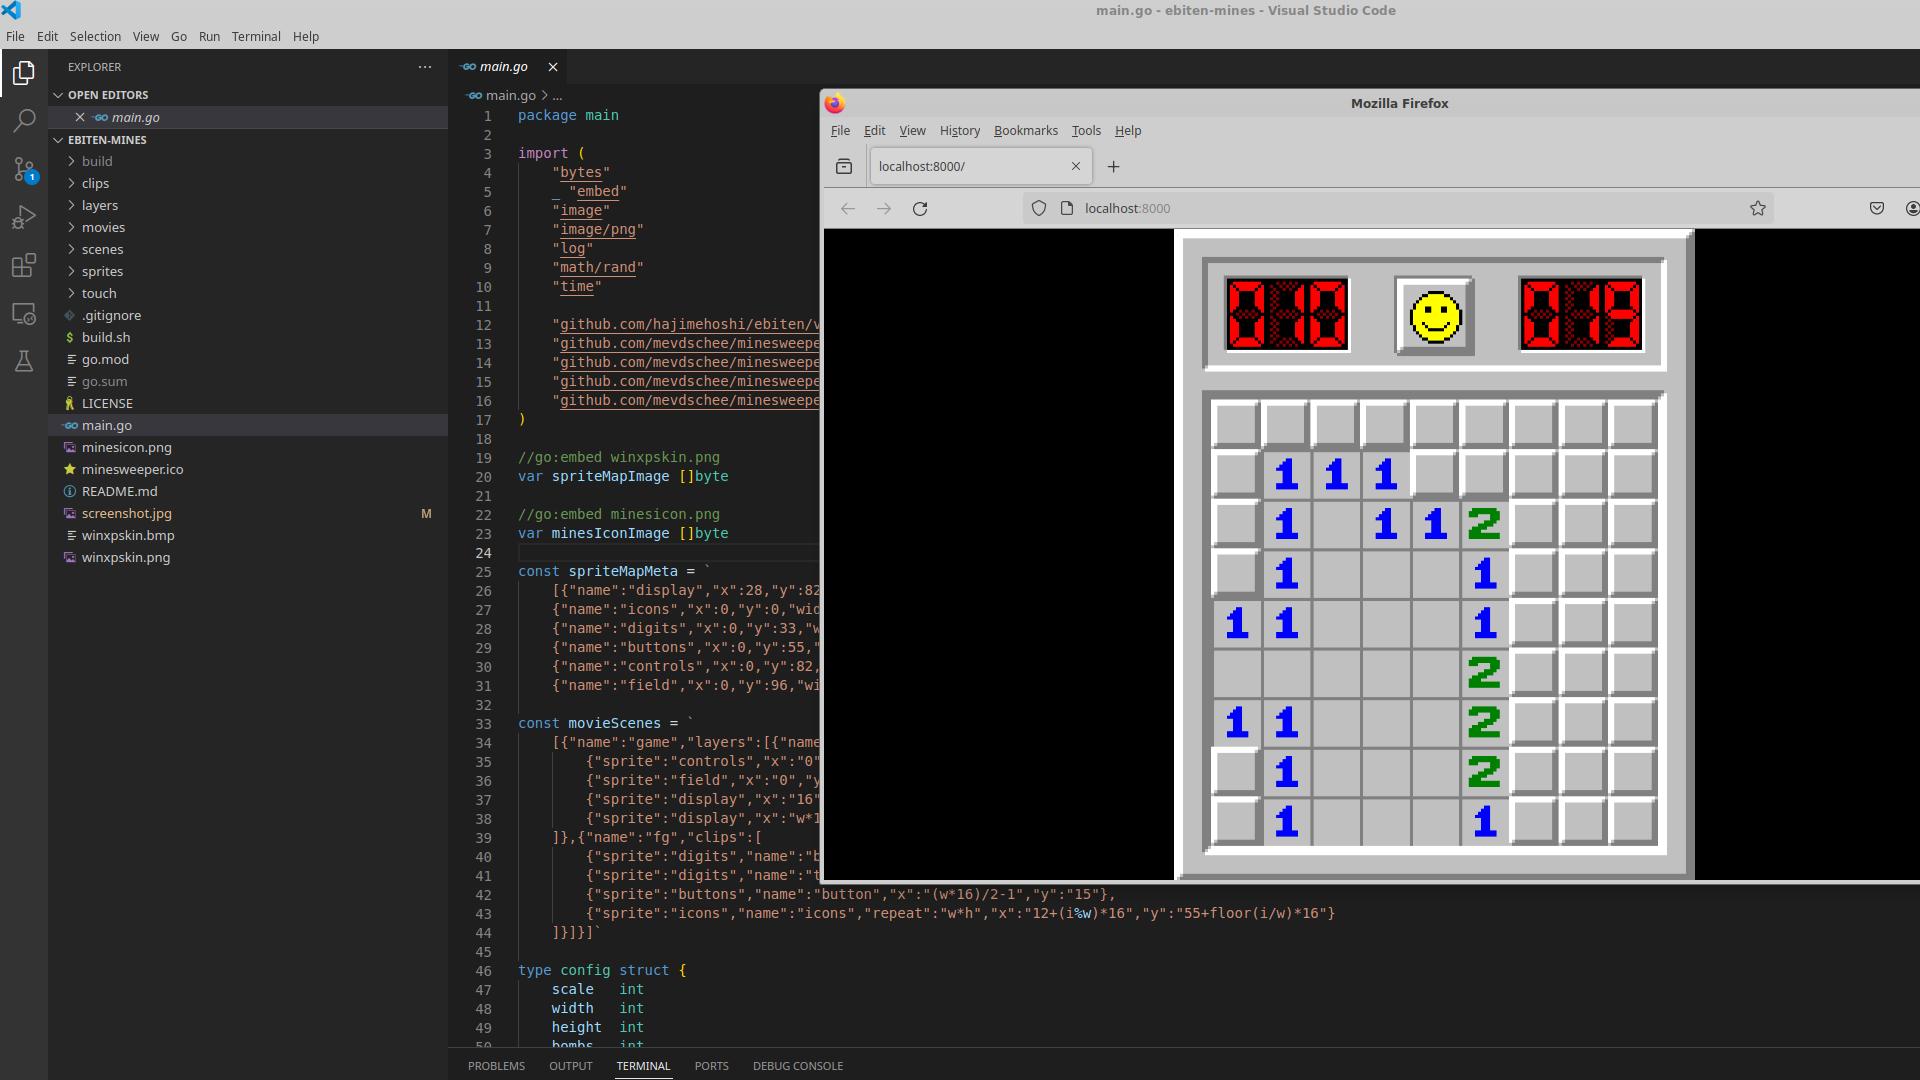 main.go - ebiten-mines - Visual Studio Code
File Edit Selection View Go Run Terminal Help
EXPLORER
OPEN EDITORS
main.go
EBITEN-MINES
build
clips
layers
movies
scenes
sprites
touch
.gitignore
build.sh
go.mod
go.sum
LICENSE
main.go
minesicon.png
minesweeper.ico
README.md
screenshot.jpg M
winxpskin.bmp
winxpskin.png
1
main.go
main.go > ...
1 package main
2
3 import (
4 "bytes"
5 _ "embed"
6 "image"
7 "image/png"
8 "log"
9 "math/rand"
10 "time"
11
12 "github.com/hajimehoshi/ebiten/v
13 "github.com/mevdschee/minesweepe
14 "github.com/mevdschee/minesweepe
15 "github.com/mevdschee/minesweepe
16 "github.com/mevdschee/minesweepe
17 )
18
19 //go:embed winxpskin.png
20 var spriteMapImage []byte
21
22 //go:embed minesicon.png
23 var minesIconImage []byte
24
25 const spriteMapMeta = `
26 [{"name":"display","x":28,"y":82
27 {"name":"icons","x":0,"y":0,"wid
28 {"name":"digits","x":0,"y":33,"w
29 {"name":"buttons","x":0,"y":55,"
30 {"name":"controls","x":0,"y":82,
31 {"name":"field","x":0,"y":96,"wi
32
33 const movieScenes = `
34 [{"name":"game","layers":[{"name
35 {"sprite":"controls","x":"0"
36 {"sprite":"field","x":"0","y
37 {"sprite":"display","x":"16"
38 {"sprite":"display","x":"w*1
39 ]},{"name":"fg","clips":[
40 {"sprite":"digits","name":"b
41 {"sprite":"digits","name":"t
42 {"sprite":"buttons","name":"button","x":"(w*16)/2-1","y":"15"},
43 {"sprite":"icons","name":"icons","repeat":"w*h","x":"12+(i%w)*16","y":"55+floor(i/w)*16"}
44 ]}]}]`
45
46 type config struct {
47 scale int
48 width int
49 height int
50 bombs int
PROBLEMS OUTPUT TERMINAL PORTS DEBUG CONSOLE
Mozilla Firefox
File Edit View History Bookmarks Tools Help
localhost:8000/
localhost:8000
010 019
1 1 1
1 1 1 2
1 1
1 1 1
2
1 1 2
1 2
1 1